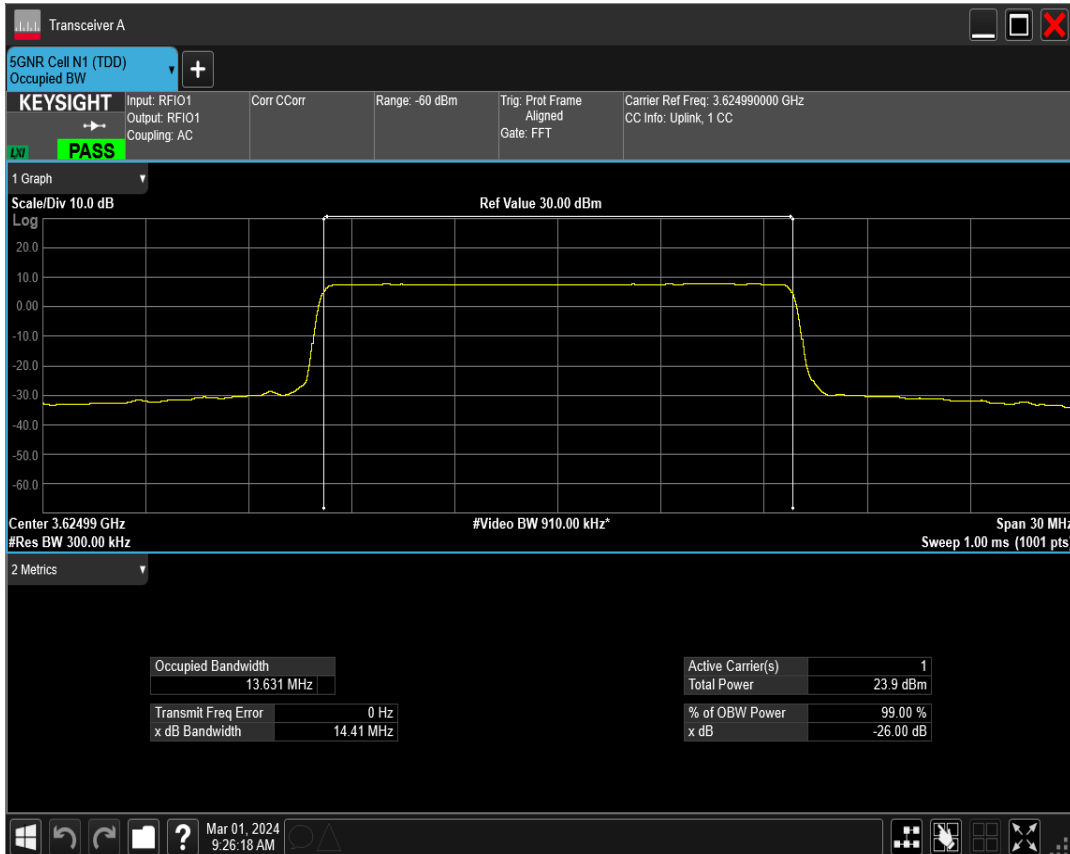 Transceiver A
5GNR Cell N1 (TDD)
Occupied BW
+
KEYSIGHT
LXI
PASS
Input: RFIO1
Output: RFIO1
Coupling: AC
Corr CCorr
Range: -60 dBm
Trig: Prot Frame
Aligned
Gate: FFT
Carrier Ref Freq: 3.624990000 GHz
CC Info: Uplink, 1 CC
1 Graph
Scale/Div 10.0 dB
Ref Value 30.00 dBm
Log
20.0
10.0
0.00
-10.0
-20.0
-30.0
-40.0
-50.0
-60.0
Center 3.62499 GHz
#Video BW 910.00 kHz*
Span 30 MHz
#Res BW 300.00 kHz
Sweep 1.00 ms (1001 pts)
2 Metrics
Occupied Bandwidth
13.631 MHz
Transmit Freq Error 0 Hz
x dB Bandwidth 14.41 MHz
Active Carrier(s) 1
Total Power 23.9 dBm
% of OBW Power 99.00 %
x dB -26.00 dB
?
Mar 01, 2024
9:26:18 AM